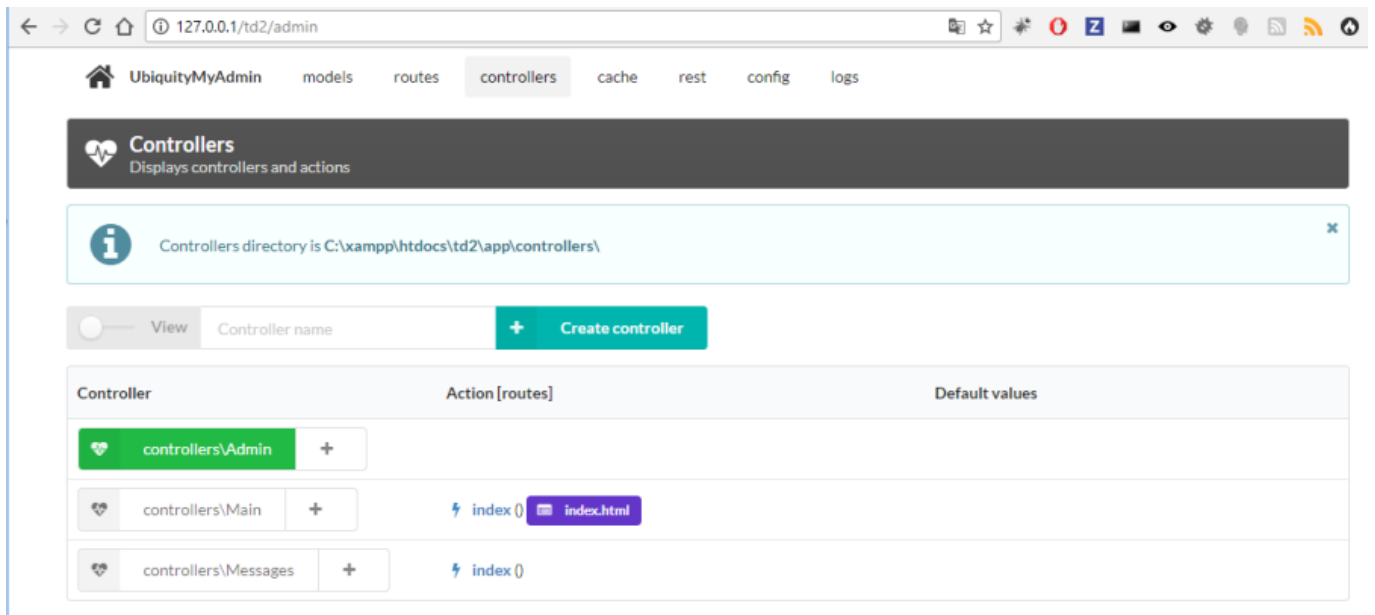 127.0.0.1/td2/admin
UbiquityMyAdmin models routes controllers cache rest config logs
Controllers
Displays controllers and actions
Controllers directory is C:\xampp\htdocs\td2\app\controllers\
View Controller name + Create controller
Controller Action [routes] Default values
controllers\Admin +
controllers\Main + index () index.html
controllers\Messages + index ()